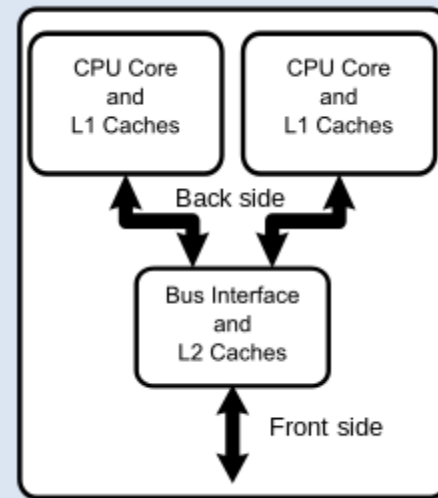 CPU Core
and
L1 Caches
CPU Core
and
L1 Caches
Back side
Bus Interface
and
L2 Caches
Front side